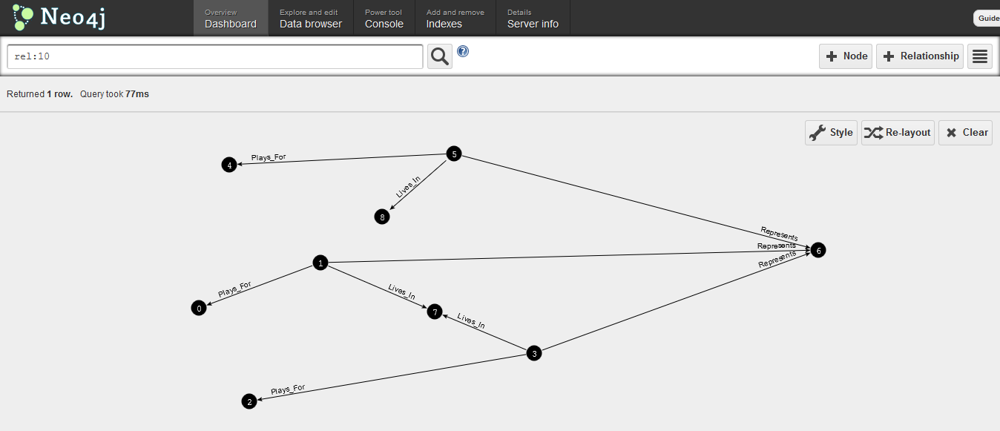 Neo4j
Overview
Dashboard
Explore and edit
Data browser
Power tool
Console
Add and remove
Indexes
Details
Server info
Guide
rel:10
?
Node
Relationship
Returned 1 row. Query took 77ms
Style
Re-layout
Clear
5
Plays_For
4
Lives_In
8
Represents
Represents
6
Represents
1
Plays_For
Lives_In
0
7
Lives_In
3
Plays_For
2